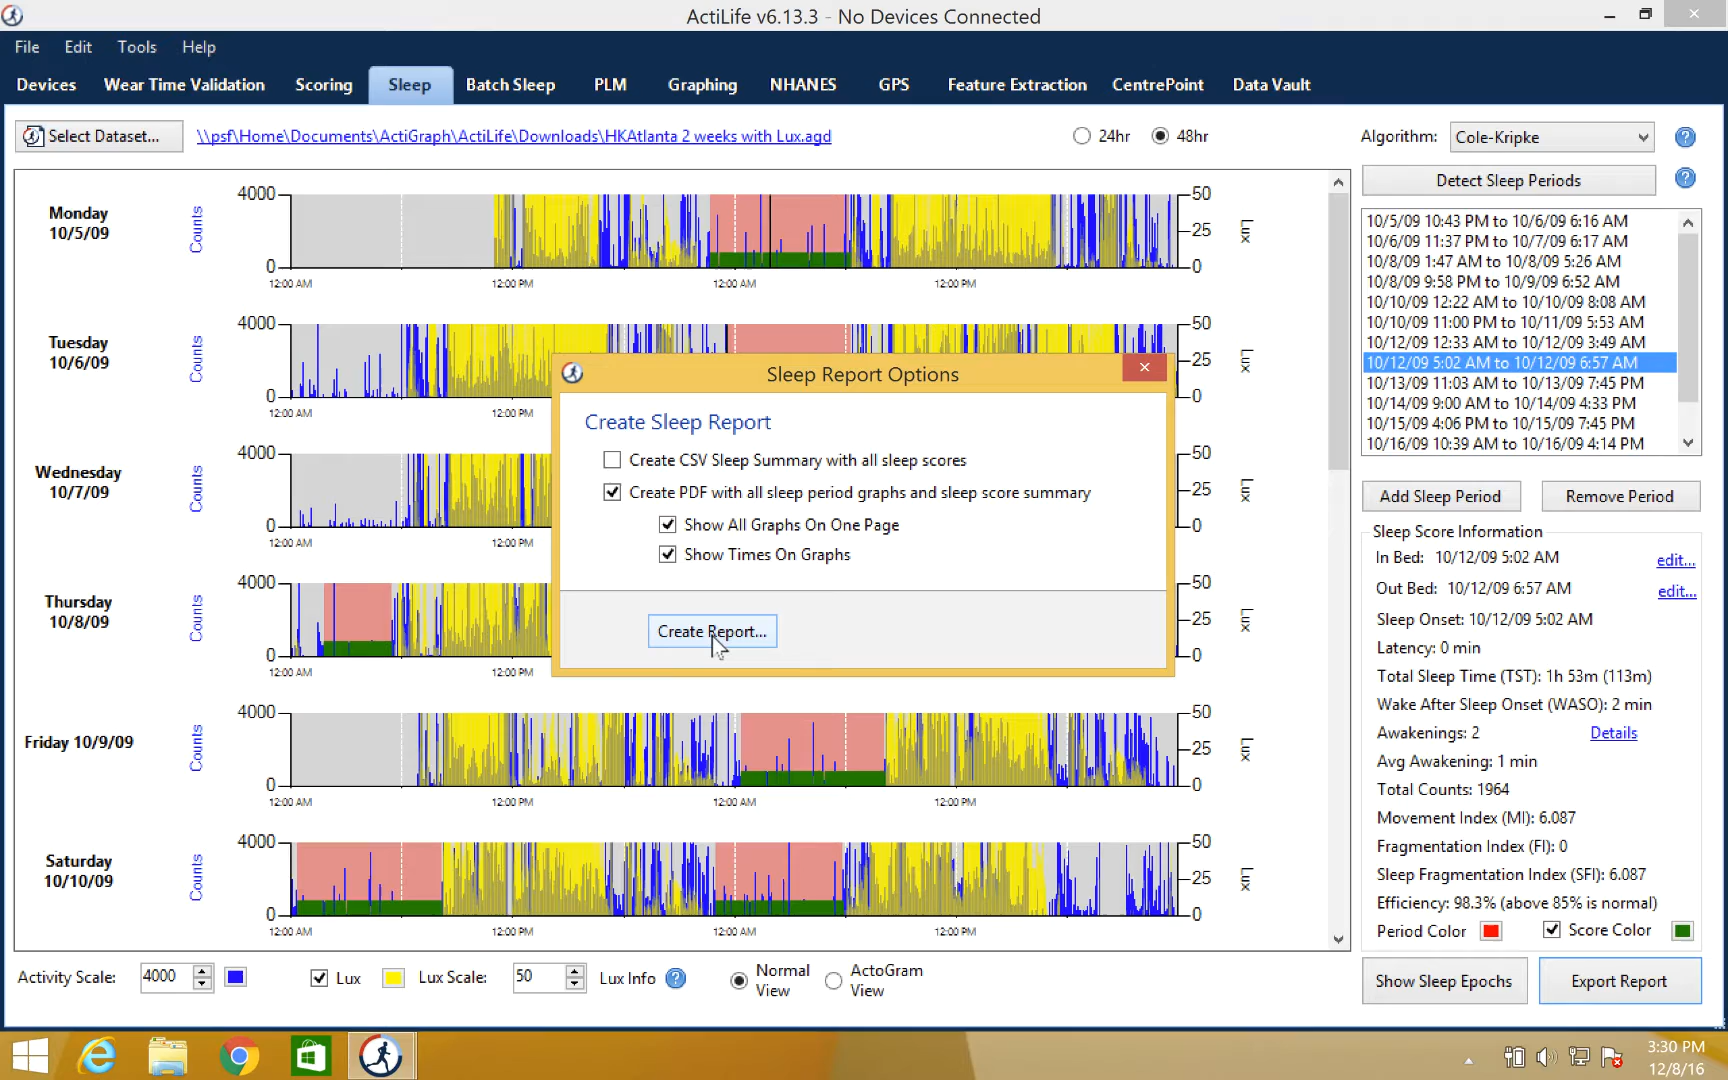 ActiLife v6.13.3 - No Devices Connected
File Edit Tools Help
Devices Wear Time Validation Scoring Sleep Batch Sleep PLM Graphing NHANES GPS Feature Extraction CentrePoint Data Vault
Select Dataset... \\psf\Home\Documents\ActiGraph\ActiLife\Downloads\HKAtlanta 2 weeks with Lux.agd 24hr 48hr Algorithm: Cole-Kripke
Detect Sleep Periods
10/5/09 10:43 PM to 10/6/09 6:16 AM
10/6/09 11:37 PM to 10/7/09 6:17 AM
10/8/09 1:47 AM to 10/8/09 5:26 AM
10/8/09 9:58 PM to 10/9/09 6:52 AM
10/10/09 12:22 AM to 10/10/09 8:08 AM
10/10/09 11:00 PM to 10/11/09 5:53 AM
10/12/09 12:33 AM to 10/12/09 3:49 AM
10/12/09 5:02 AM to 10/12/09 6:57 AM
10/13/09 11:03 AM to 10/13/09 7:45 PM
10/14/09 9:00 AM to 10/14/09 4:33 PM
10/15/09 4:06 PM to 10/15/09 7:45 PM
10/16/09 10:39 AM to 10/16/09 4:14 PM
Add Sleep Period Remove Period
Sleep Score Information
In Bed: 10/12/09 5:02 AM edit...
Out Bed: 10/12/09 6:57 AM edit...
Sleep Onset: 10/12/09 5:02 AM
Latency: 0 min
Total Sleep Time (TST): 1h 53m (113m)
Wake After Sleep Onset (WASO): 2 min
Awakenings: 2 Details
Avg Awakening: 1 min
Total Counts: 1964
Movement Index (MI): 6.087
Fragmentation Index (FI): 0
Sleep Fragmentation Index (SFI): 6.087
Efficiency: 98.3% (above 85% is normal)
Period Color Score Color
Show Sleep Epochs Export Report
Monday
10/5/09
Counts
4000
0
50
25
0
Lux
12:00 AM 12:00 PM 12:00 AM 12:00 PM
Tuesday
10/6/09
Counts
4000
0
50
25
0
Lux
12:00 AM 12:00 PM
Wednesday
10/7/09
Counts
4000
0
50
25
0
Lux
12:00 AM 12:00 PM
Thursday
10/8/09
Counts
4000
0
50
25
0
Lux
12:00 AM 12:00 PM 12:00 AM 12:00 PM
Friday 10/9/09
Counts
4000
0
50
25
0
Lux
12:00 AM 12:00 PM 12:00 AM 12:00 PM
Saturday
10/10/09
Counts
4000
0
50
25
0
Lux
12:00 AM 12:00 PM 12:00 AM 12:00 PM
Sleep Report Options
Create Sleep Report
Create CSV Sleep Summary with all sleep scores
Create PDF with all sleep period graphs and sleep score summary
Show All Graphs On One Page
Show Times On Graphs
Create Report...
Activity Scale: 4000 Lux Lux Scale: 50 Lux Info Normal View ActoGram View
3:30 PM
12/8/16